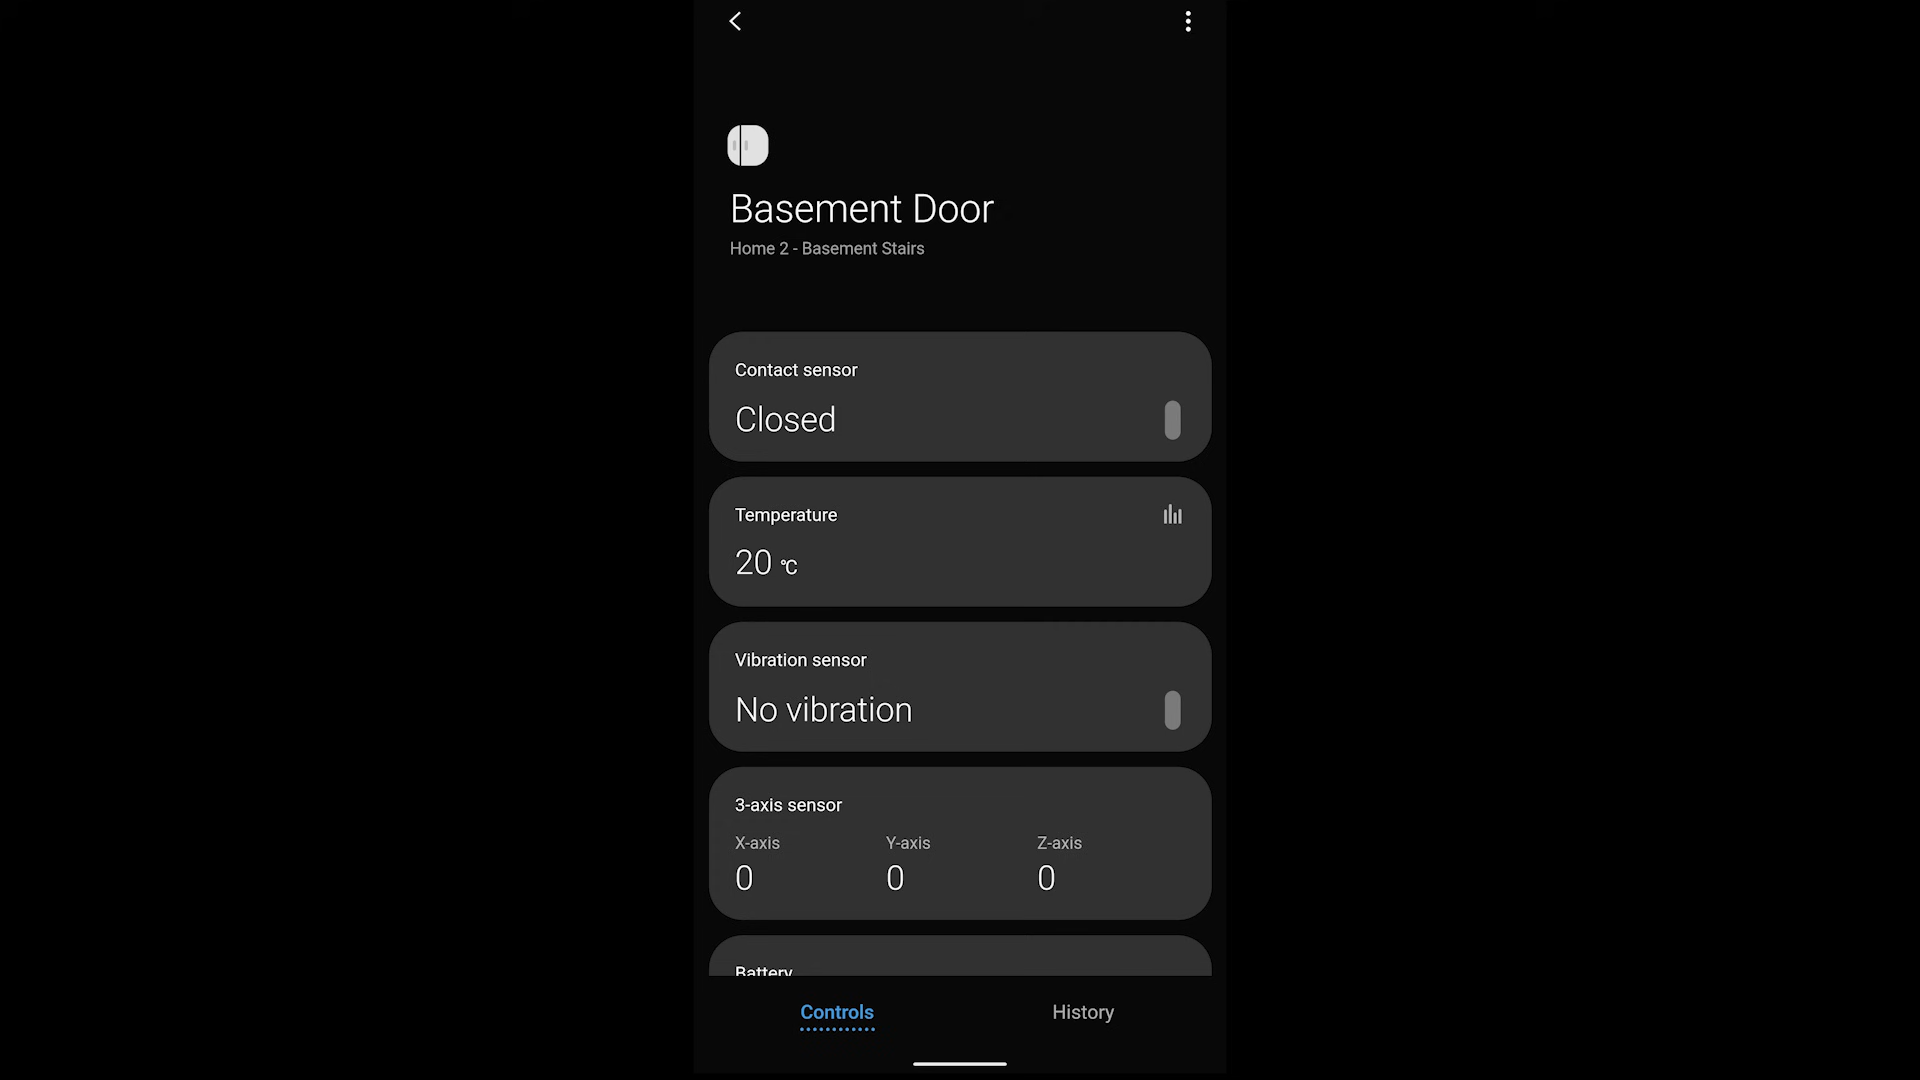 Basement Door
Home 2 - Basement Stairs
Contact sensor
Closed
Temperature
20 °C
Vibration sensor
No vibration
3-axis sensor
X-axis Y-axis Z-axis
0 0 0
Battery
Controls History